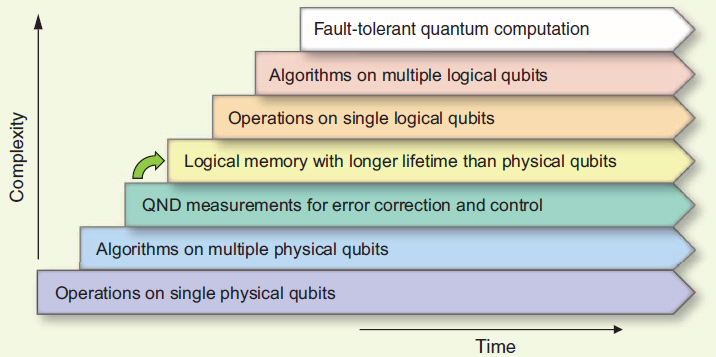 Fault-tolerant quantum computation
Algorithms on multiple logical qubits
Operations on single logical qubits
Logical memory with longer lifetime than physical qubits
QND measurements for error correction and control
Algorithms on multiple physical qubits
Operations on single physical qubits
Complexity
Time